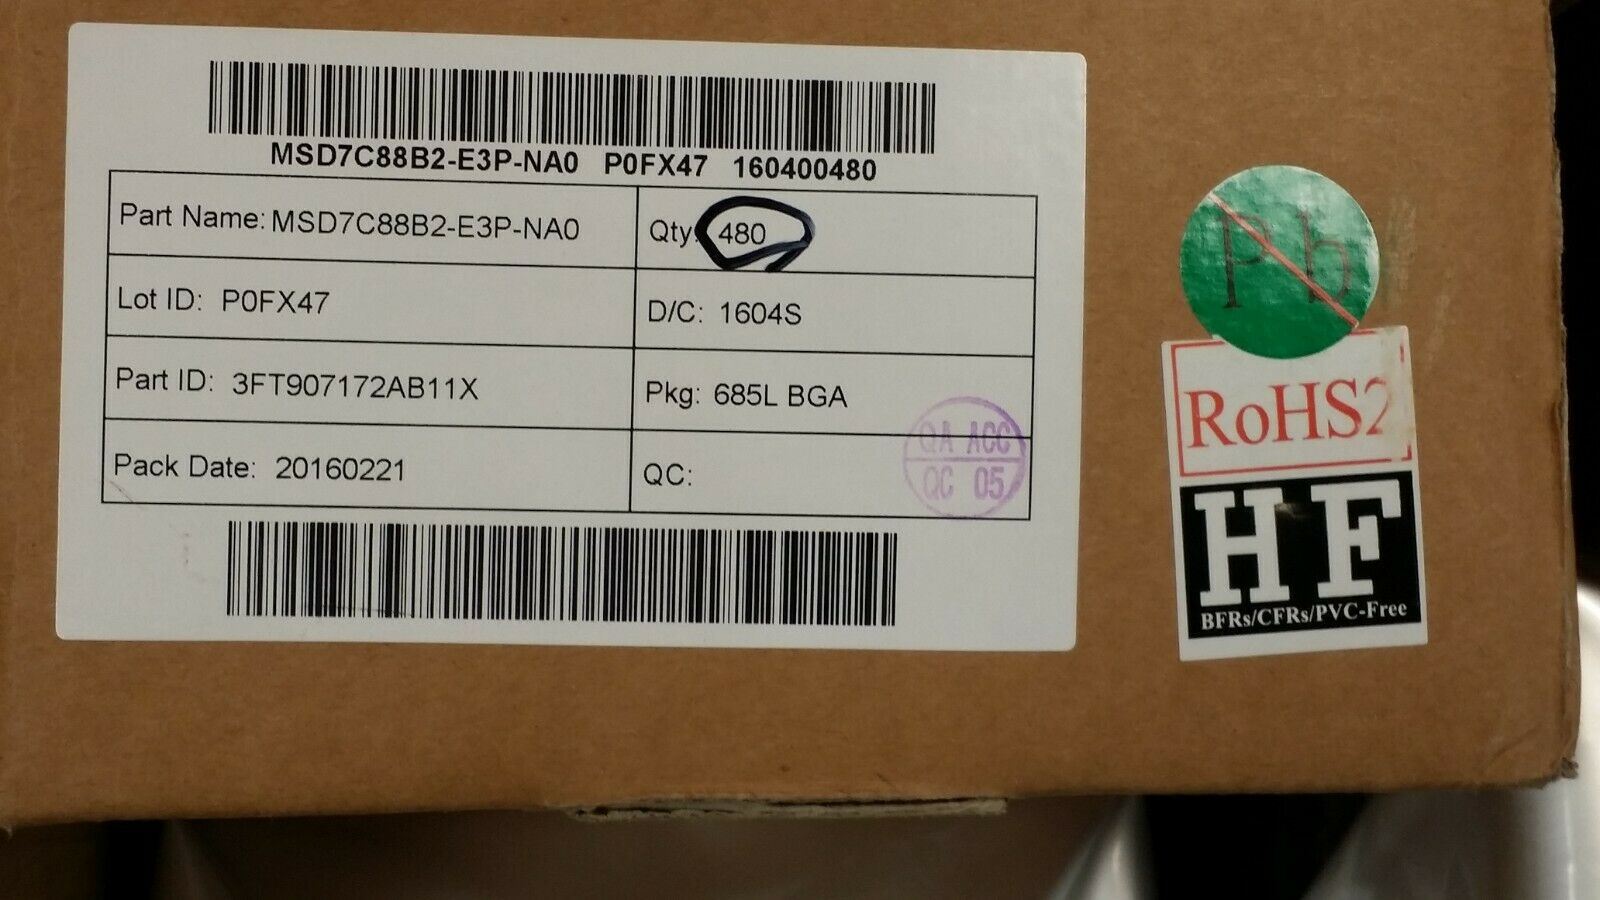 MSD7C88B2-E3P-NA0 P0FX47 160400480
Part Name: MSD7C88B2-E3P-NA0
Qty: 480
Lot ID: P0FX47
D/C: 1604S
Part ID: 3FT907172AB11X
Pkg: 685L BGA
Pack Date: 20160221
QC:
QA ACC
QC 05
Pb
RoHS2
HF
BFRs/CFRs/PVC-Free